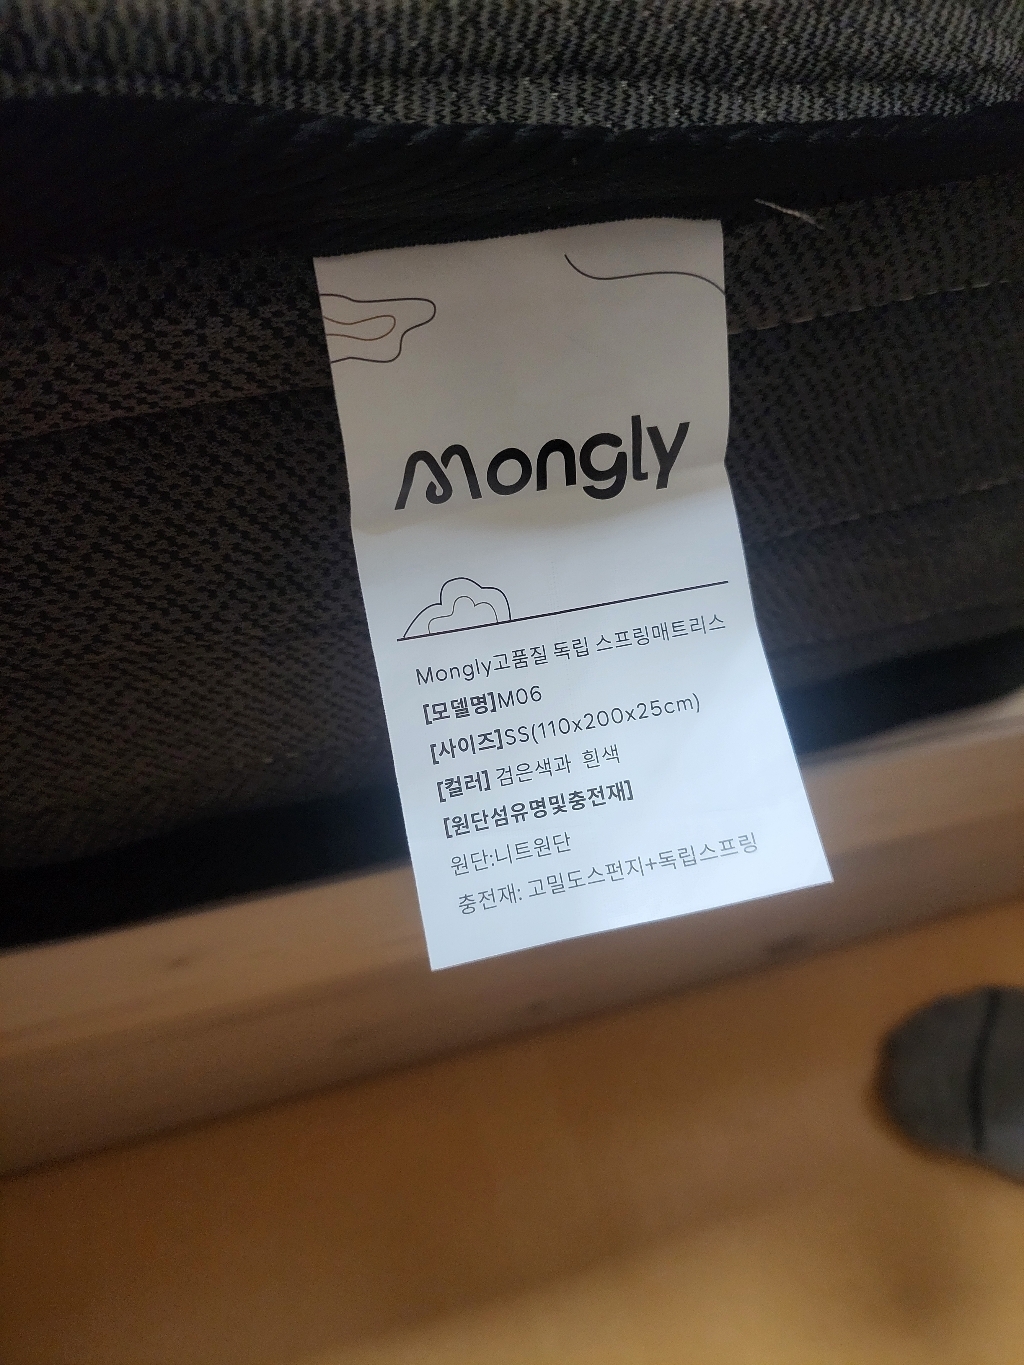 Mongly
Mongly고품질 독립 스프링매트리스
[모델명]M06
[사이즈]SS(110x200x25cm)
[컬러] 검은색과 흰색
[원단섬유명및충전재]
원단:니트원단
충전재: 고밀도스펀지+독립스프링